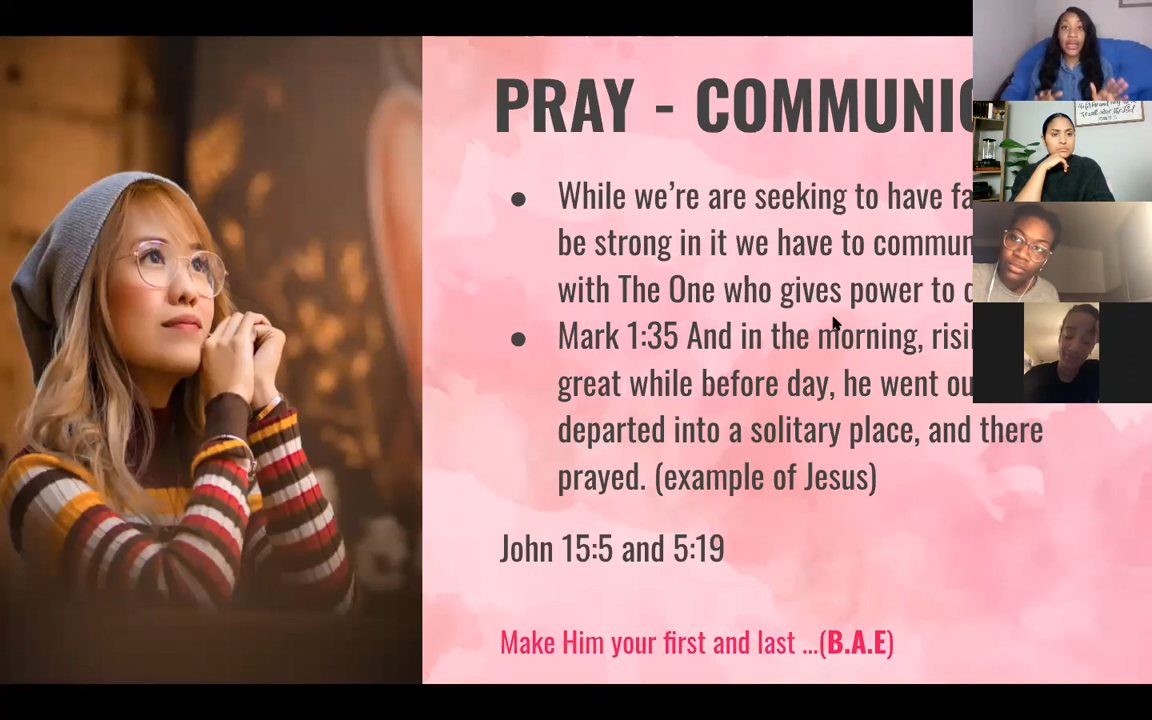 PRAY - COMMUNIC
While we're are seeking to have fa
be strong in it we have to commun
with The One who gives power to
Mark 1:35 And in the morning, risi
great while before day, he went ou
departed into a solitary place, and there
prayed. (example of Jesus)
John 15:5 and 5:19
Make Him your first and last ...(B.A.E)